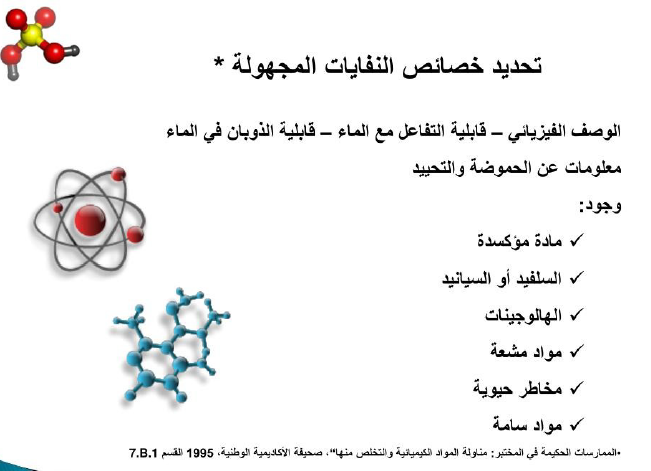 تحديد خصائص النفايات المجهولة *
الوصف الفيزيائي – قابلية التفاعل مع الماء – قابلية الذوبان في الماء
معلومات عن الحموضة والتحييد
وجود:
✓ مادة مؤكسدة
✓ السلفيد أو السيانيد
✓ الهالوجينات
✓ مواد مشعة
✓ مخاطر حيوية
✓ مواد سامة
•الممارسات الحكيمة في المختبر: مناولة المواد الكيميائية والتخلص منها“، صحيفة الأكاديمية الوطنية، 1995 القسم 7.B.1